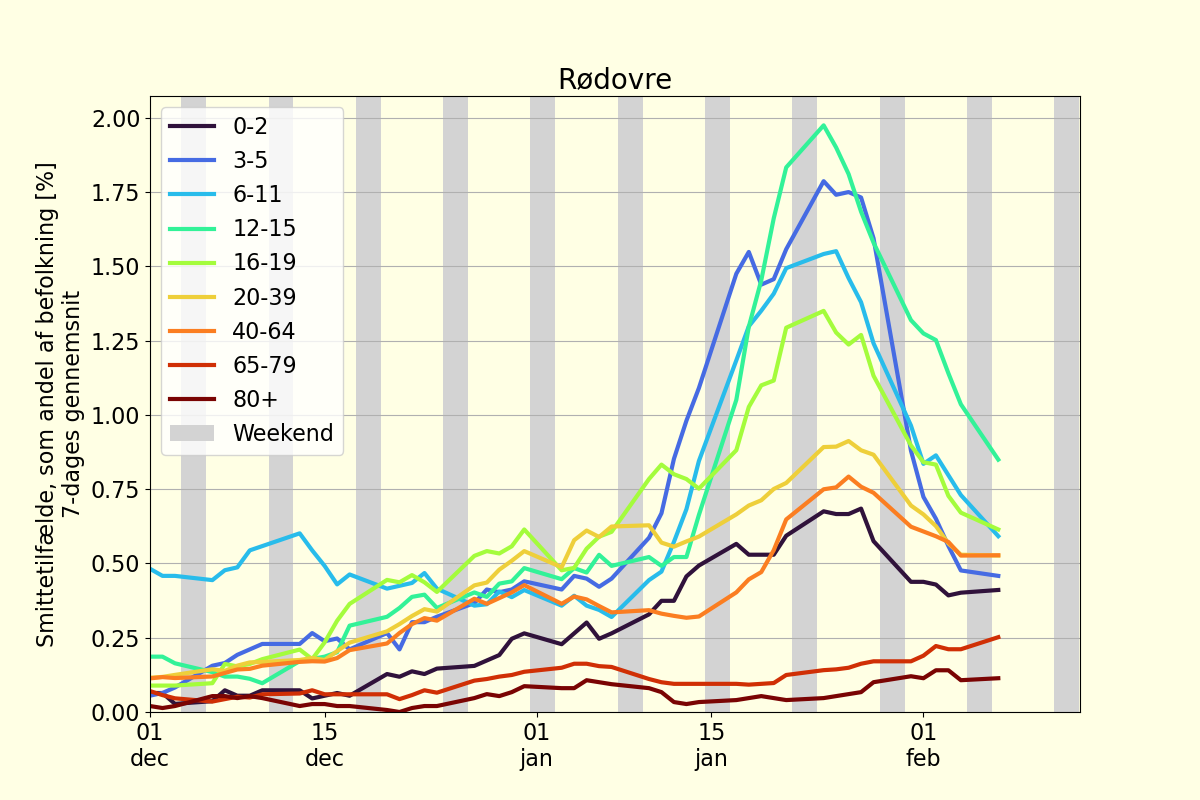 Rødovre
Smittetilfælde, som andel af befolkning [%]
7-dages gennemsnit
2.00
1.75
1.50
1.25
1.00
0.75
0.50
0.25
0.00
0-2
3-5
6-11
12-15
16-19
20-39
40-64
65-79
80+
Weekend
01
dec
15
dec
01
jan
15
jan
01
feb